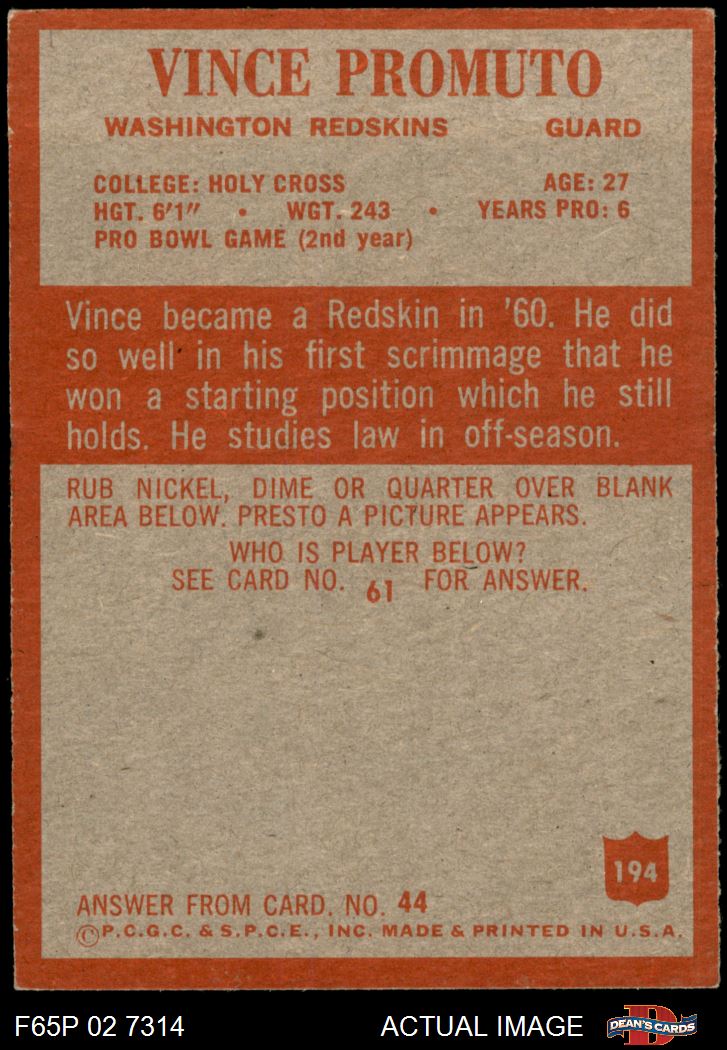 VINCE PROMUTO
WASHINGTON REDSKINS GUARD
COLLEGE: HOLY CROSS AGE: 27
HGT. 6'1" • WGT. 243 • YEARS PRO: 6
PRO BOWL GAME (2nd year)
Vince became a Redskin in '60. He did
so well in his first scrimmage that he
won a starting position which he still
holds. He studies law in off-season.
RUB NICKEL, DIME OR QUARTER OVER BLANK
AREA BELOW. PRESTO A PICTURE APPEARS.
WHO IS PLAYER BELOW?
SEE CARD NO. 61 FOR ANSWER.
194
ANSWER FROM CARD. NO. 44
©P.C.G.C. & S.P.C.E., INC. MADE & PRINTED IN U.S.A.
F65P 02 7314 ACTUAL IMAGE DEAN'S CARDS